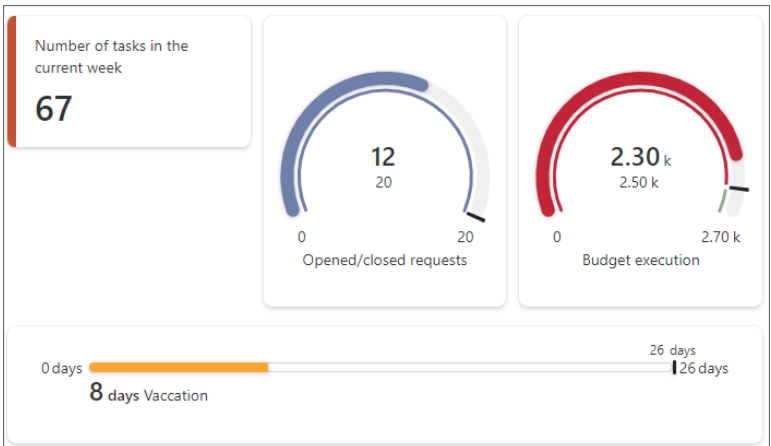 Number of tasks in the
current week
67
12
20
0
20
Opened/closed requests
2.30 k
2.50 k
0
2.70 k
Budget execution
26 days
0 days
26 days
8 days Vaccation